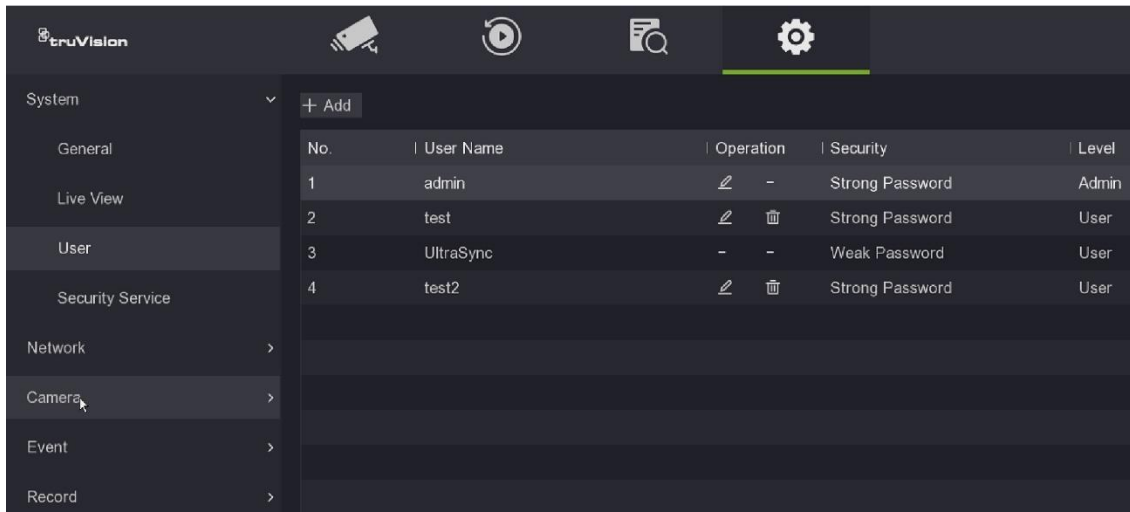 truVision
System
General
Live View
User
Security Service
Network
Camera
Event
Record
+ Add
No. User Name Operation Security Level
1 admin - Strong Password Admin
2 test Strong Password User
3 UltraSync - - Weak Password User
4 test2 Strong Password User